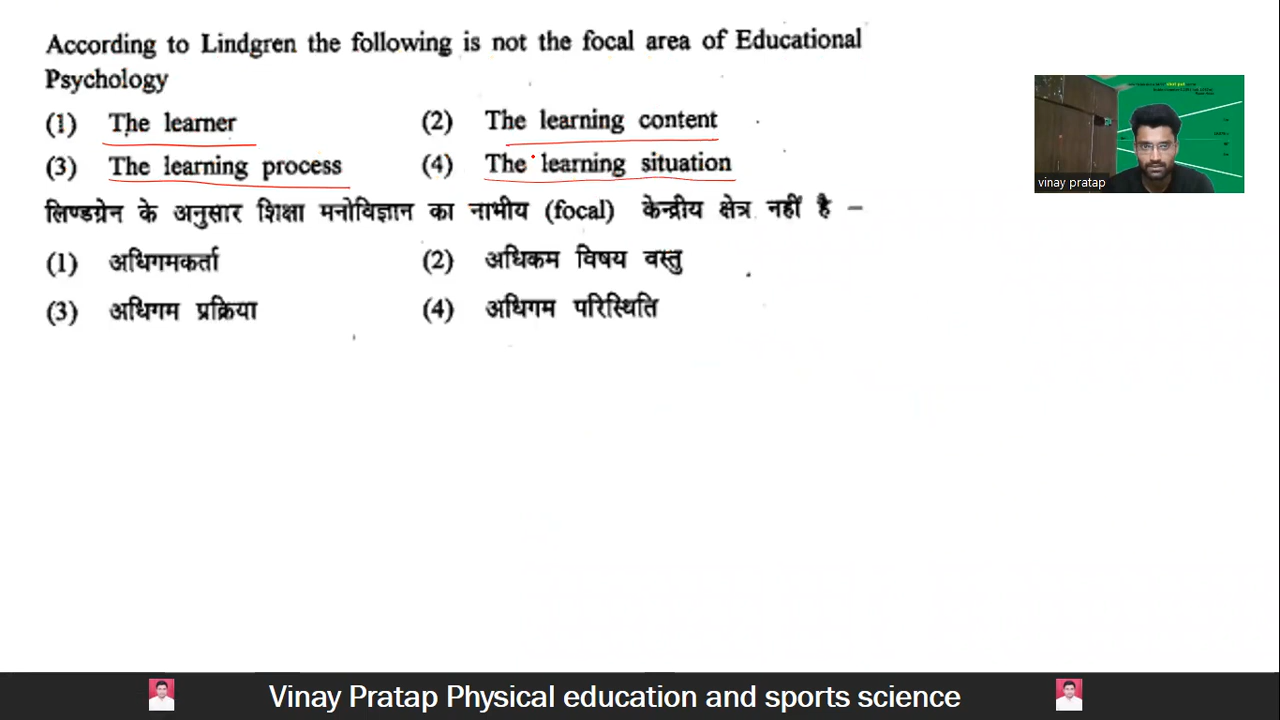 According to Lindgren the following is not the focal area of Educational
Psychology
(1) The learner (2) The learning content
(3) The learning process (4) The learning situation
लिण्डग्रेन के अनुसार शिक्षा मनोविज्ञान का नाभीय (focal) केन्द्रीय क्षेत्र नहीं है –
(1) अधिगमकर्ता (2) अधिकम विषय वस्तु
(3) अधिगम प्रक्रिया (4) अधिगम परिस्थिति
vinay pratap
Vinay Pratap Physical education and sports science